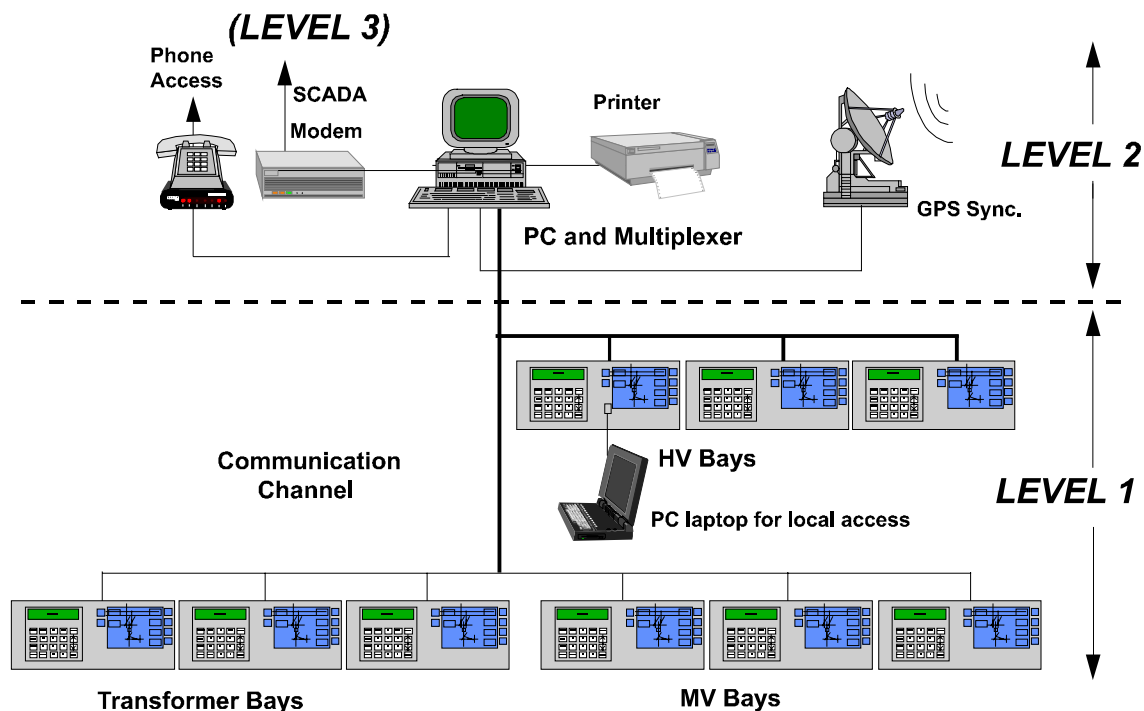 (LEVEL 3)
Phone
Access
SCADA
Modem
Printer
LEVEL 2
GPS Sync.
PC and Multiplexer
HV Bays
Communication
Channel
LEVEL 1
PC laptop for local access
Transformer Bays
MV Bays